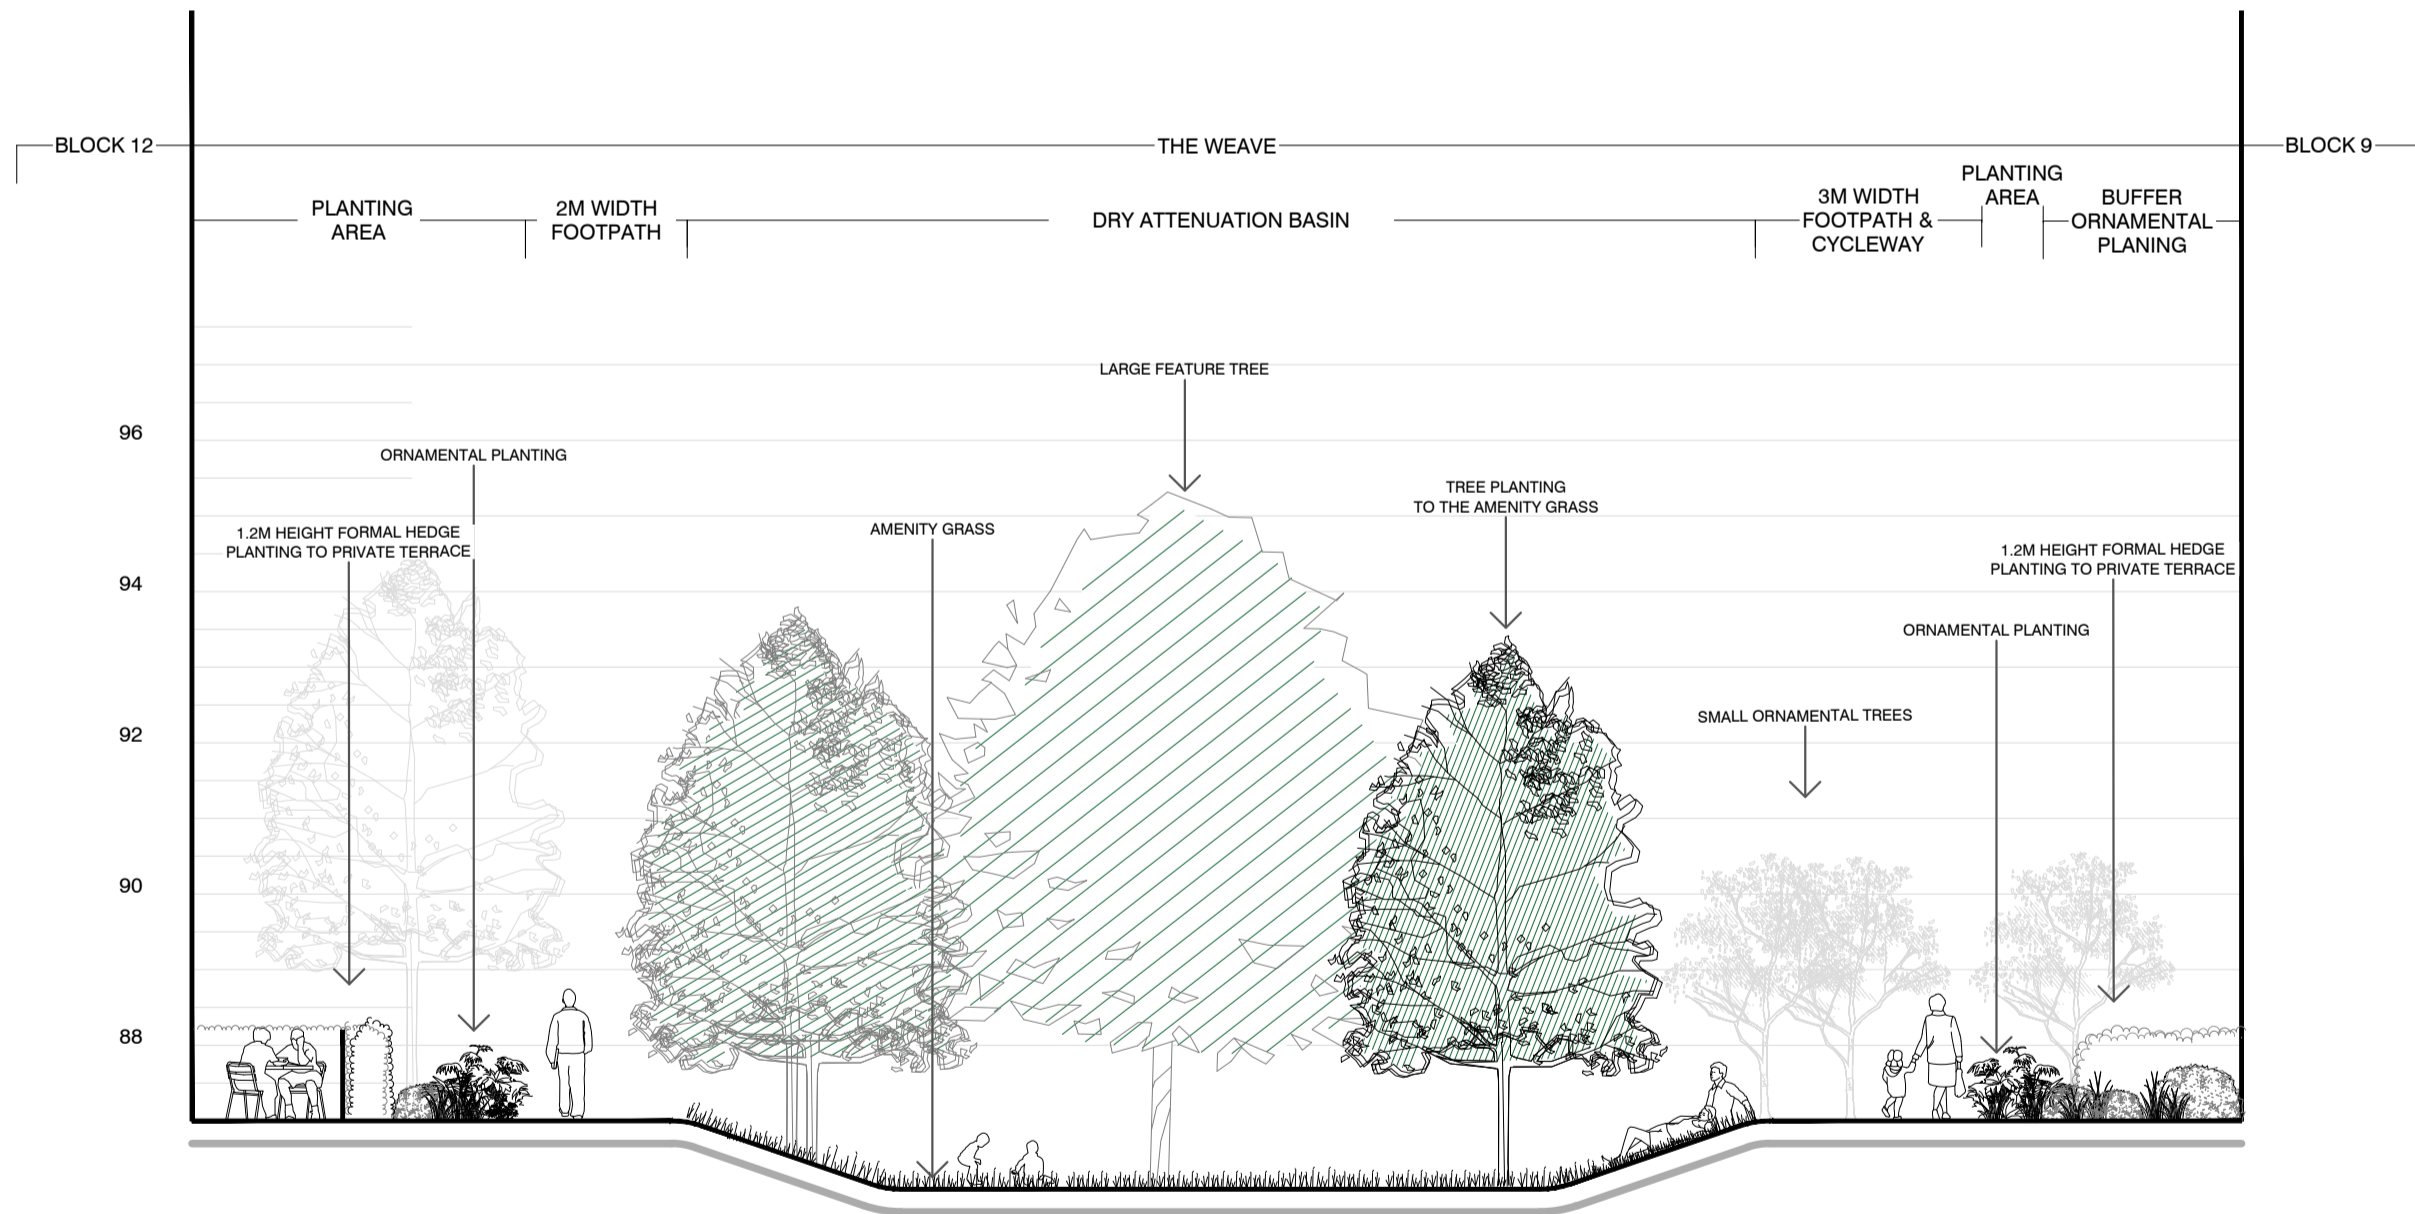 BLOCK 12
THE WEAVE
BLOCK 9
PLANTING
AREA
2M WIDTH
FOOTPATH
DRY ATTENUATION BASIN
3M WIDTH
FOOTPATH &
CYCLEWAY
PLANTING
AREA
BUFFER
ORNAMENTAL
PLANING
LARGE FEATURE TREE
96
ORNAMENTAL PLANTING
TREE PLANTING
TO THE AMENITY GRASS
1.2M HEIGHT FORMAL HEDGE
PLANTING TO PRIVATE TERRACE
AMENITY GRASS
1.2M HEIGHT FORMAL HEDGE
PLANTING TO PRIVATE TERRACE
94
ORNAMENTAL PLANTING
SMALL ORNAMENTAL TREES
92
90
88